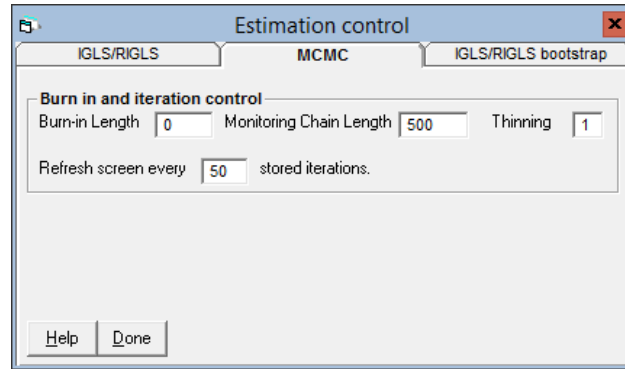 Estimation control
IGLS/RIGLS MCMC IGLS/RIGLS bootstrap
Burn in and iteration control
Burn-in Length 0 Monitoring Chain Length 500 Thinning 1
Refresh screen every 50 stored iterations.
Help Done